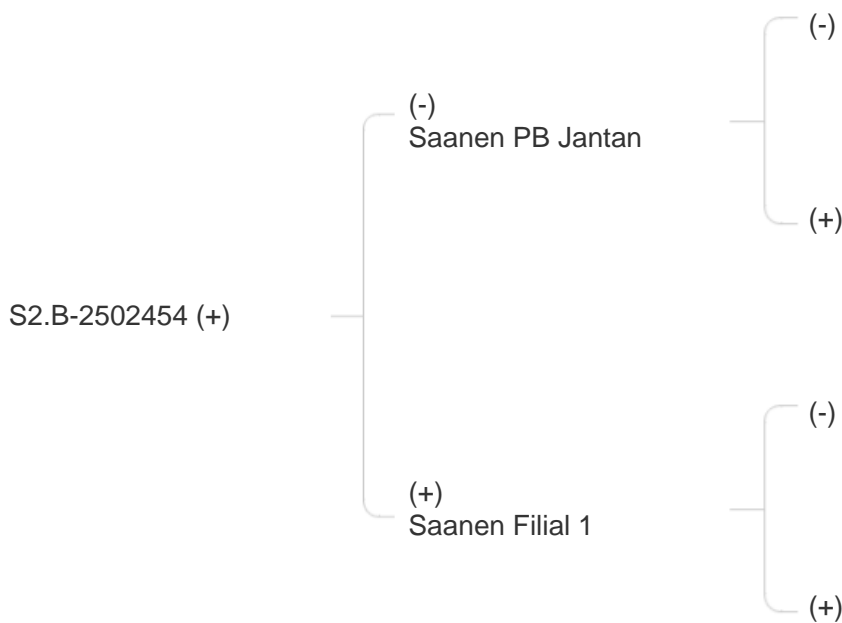 (-)
(-)
Saanen PB Jantan
(+)
S2.B-2502454 (+)
(-)
(+)
Saanen Filial 1
(+)